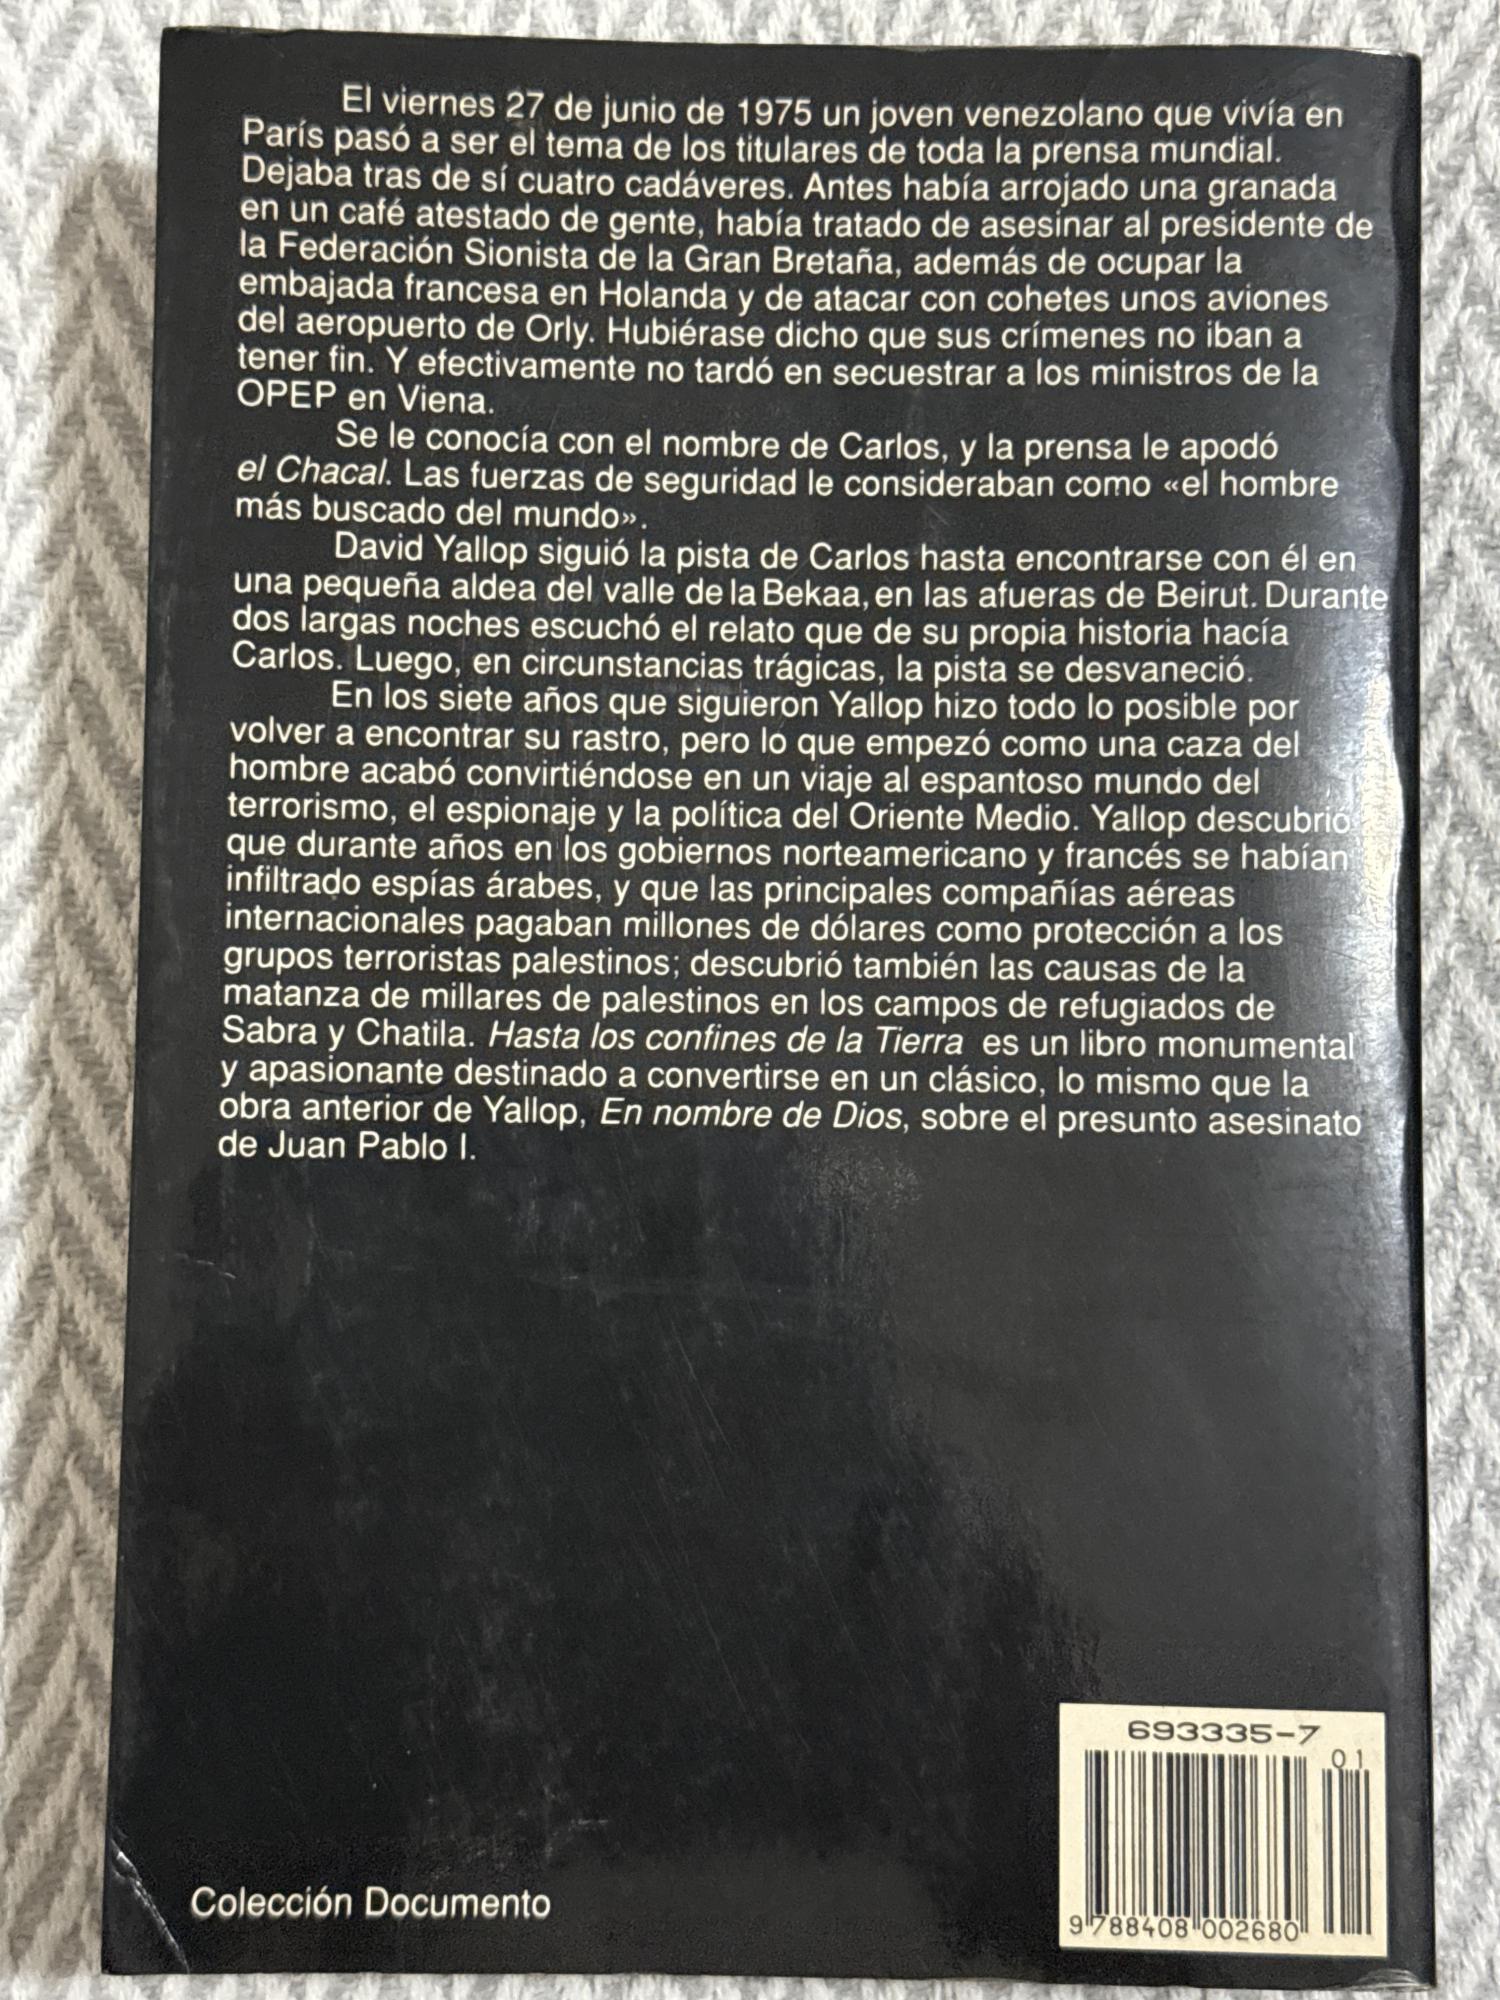 El viernes 27 de junio de 1975 un joven venezolano que vivía en
París pasó a ser el tema de los titulares de toda la prensa mundial.
Dejaba tras de sí cuatro cadáveres. Antes había arrojado una granada
en un café atestado de gente, había tratado de asesinar al presidente de
la Federación Sionista de la Gran Bretaña, además de ocupar la
embajada francesa en Holanda y de atacar con cohetes unos aviones
del aeropuerto de Orly. Hubiérase dicho que sus crímenes no iban a
tener fin. Y efectivamente no tardó en secuestrar a los ministros de la
OPEP en Viena.
Se le conocía con el nombre de Carlos, y la prensa le apodó
el Chacal. Las fuerzas de seguridad le consideraban como «el hombre
más buscado del mundo».
David Yallop siguió la pista de Carlos hasta encontrarse con él en
una pequeña aldea del valle de la Bekaa, en las afueras de Beirut. Durante
dos largas noches escuchó el relato que de su propia historia hacía
Carlos. Luego, en circunstancias trágicas, la pista se desvaneció.
En los siete años que siguieron Yallop hizo todo lo posible por
volver a encontrar su rastro, pero lo que empezó como una caza del
hombre acabó convirtiéndose en un viaje al espantoso mundo del
terrorismo, el espionaje y la política del Oriente Medio. Yallop descubrió
que durante años en los gobiernos norteamericano y francés se habían
infiltrado espías árabes, y que las principales compañías aéreas
internacionales pagaban millones de dólares como protección a los
grupos terroristas palestinos; descubrió también las causas de la
matanza de millares de palestinos en los campos de refugiados de
Sabra y Chatila. Hasta los confines de la Tierra es un libro monumental
y apasionante destinado a convertirse en un clásico, lo mismo que la
obra anterior de Yallop, En nombre de Dios, sobre el presunto asesinato
de Juan Pablo I.
693335-7
01
9 788408 002680
Colección Documento